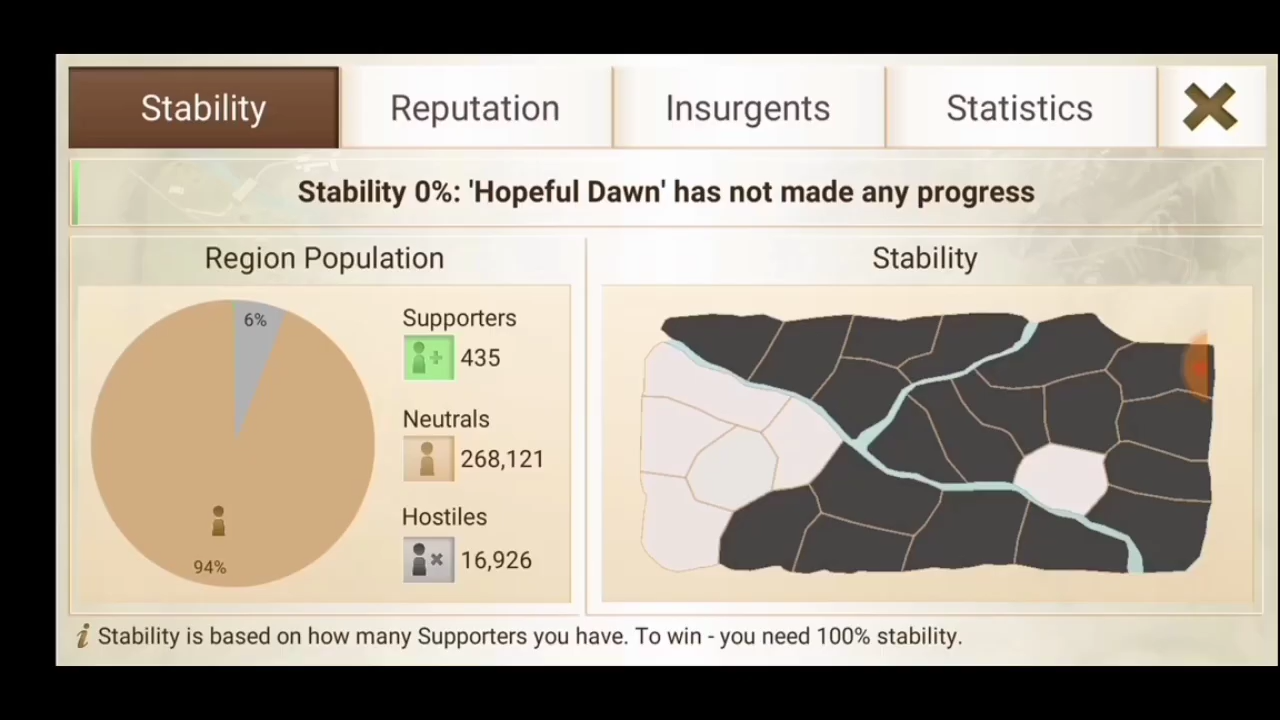 Stability
Reputation
Insurgents
Statistics
Stability 0%: 'Hopeful Dawn' has not made any progress
Region Population
6%
94%
Supporters
435
Neutrals
268,121
Hostiles
16,926
Stability
i Stability is based on how many Supporters you have. To win - you need 100% stability.